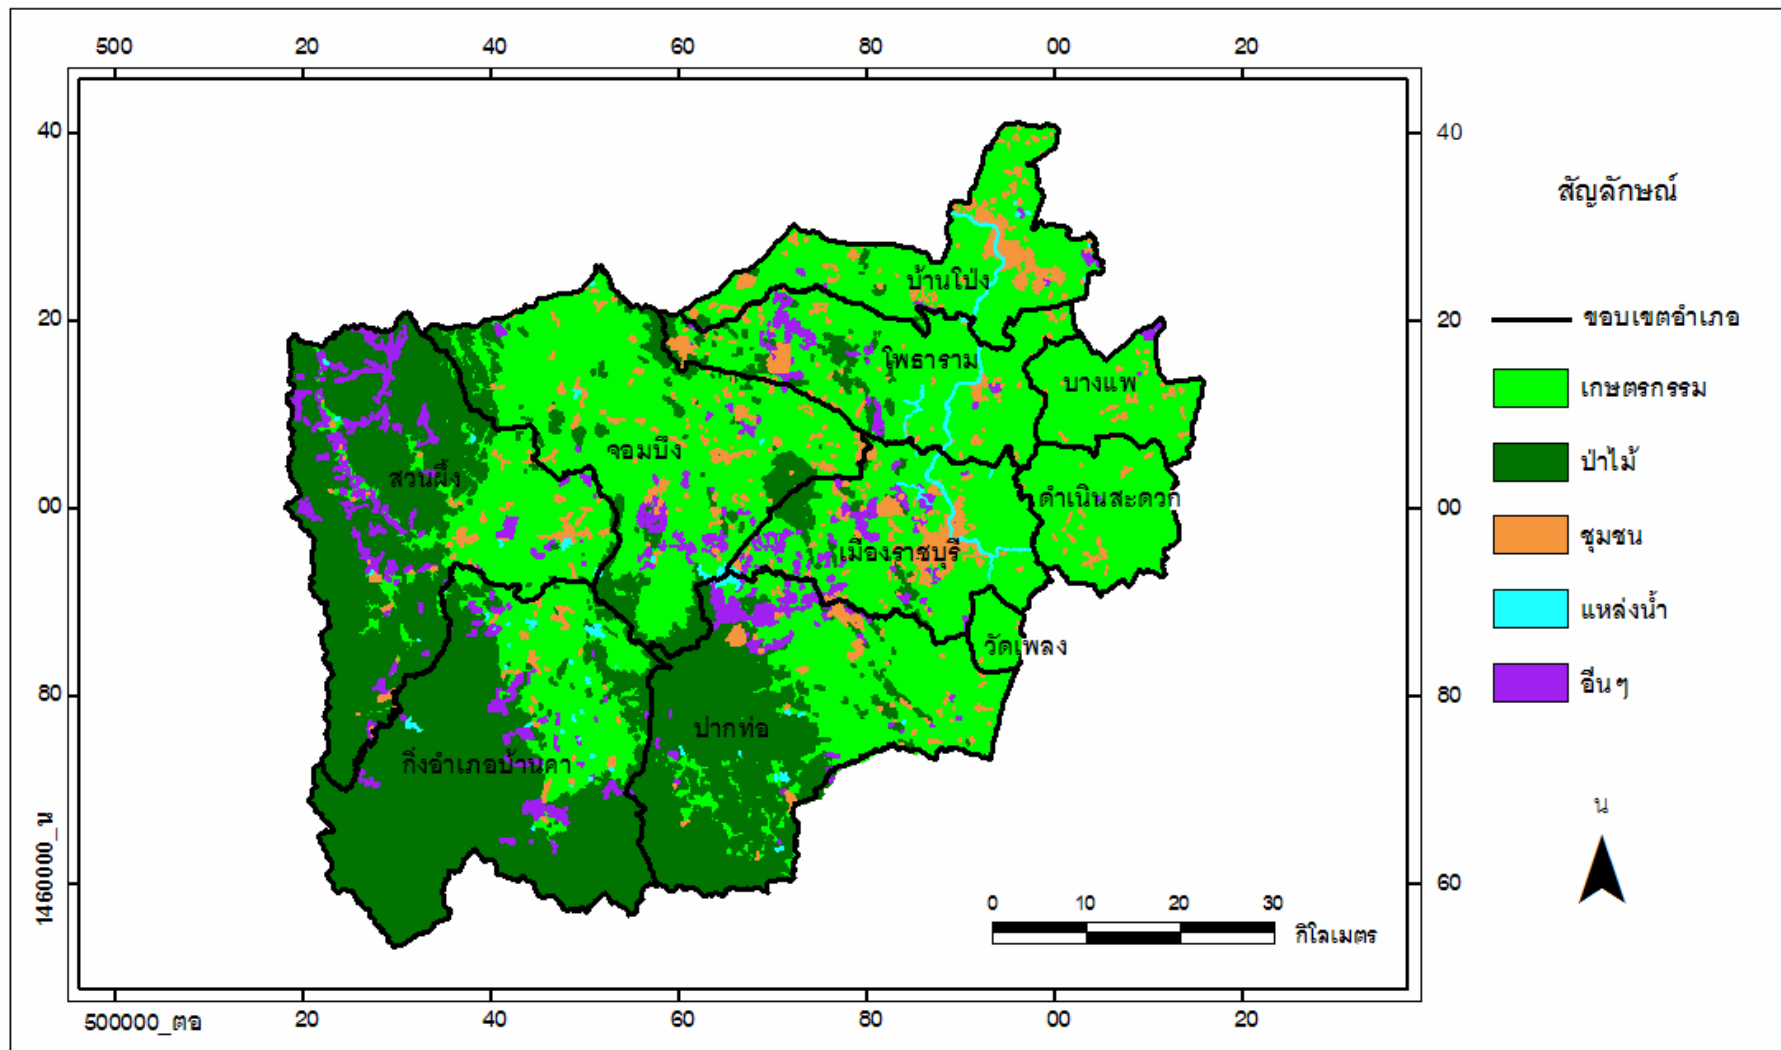 500 20 40 60 80 00 20
40 40
20 20
00 00
80 80
1460000_น 60
500000_ตอ 20 40 60 80 00 20
บ้านโป่ง
โพธาราม
บางแพ
จอมบึง
สวนผึ้ง
ดำเนินสะดวก
เมืองราชบุรี
วัดเพลง
ปากท่อ
กิ่งอำเภอบ้านคา
0 10 20 30
กิโลเมตร
สัญลักษณ์
ขอบเขตอำเภอ
เกษตรกรรม
ป่าไม้
ชุมชน
แหล่งน้ำ
อื่นๆ
น